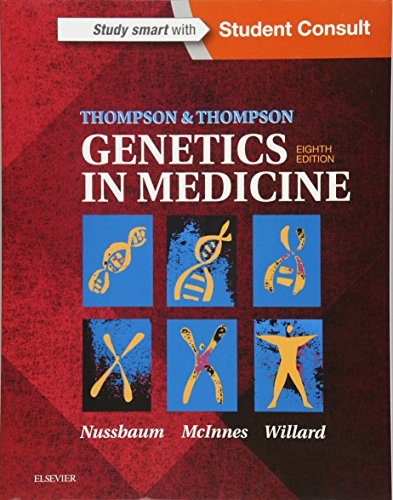 Study smart with Student Consult
THOMPSON & THOMPSON
GENETICS EIGHTH EDITION
IN MEDICINE
Nussbaum McInnes Willard
ELSEVIER